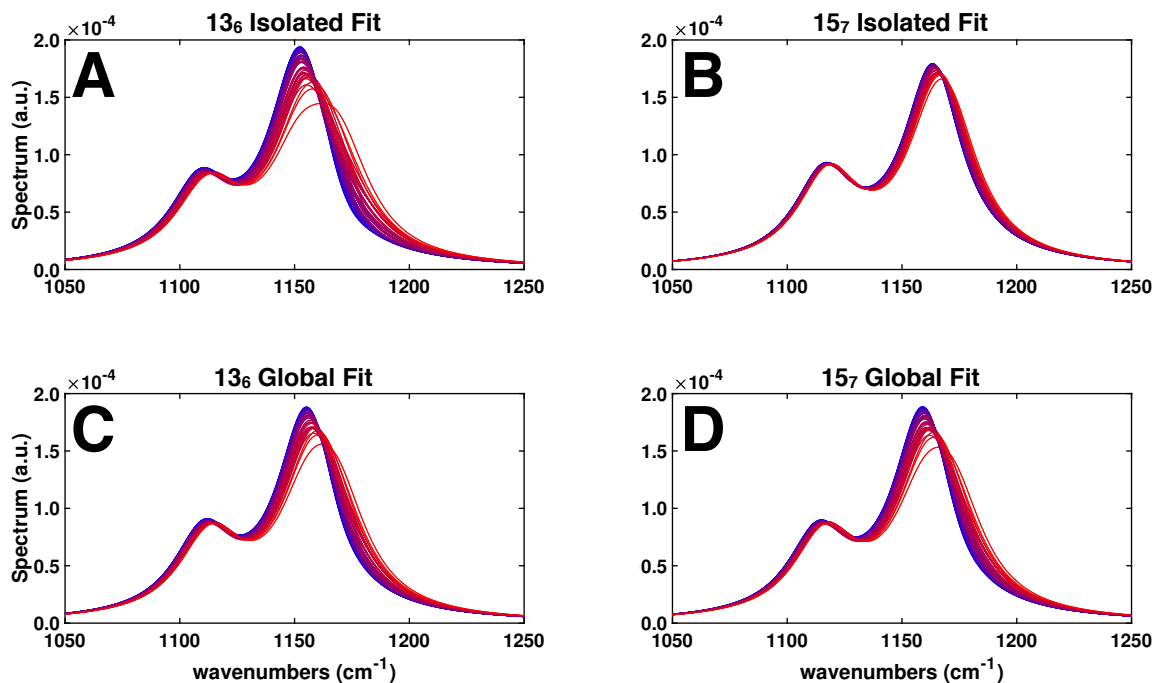 13₆ Isolated Fit
×10⁻⁴
A
Spectrum (a.u.)
2.0
1.5
1.0
0.5
0.0
1050 1100 1150 1200 1250
15₇ Isolated Fit
×10⁻⁴
B
2.0
1.5
1.0
0.5
0.0
1050 1100 1150 1200 1250
13₆ Global Fit
×10⁻⁴
C
Spectrum (a.u.)
2.0
1.5
1.0
0.5
0.0
1050 1100 1150 1200 1250
wavenumbers (cm⁻¹)
15₇ Global Fit
×10⁻⁴
D
2.0
1.5
1.0
0.5
0.0
1050 1100 1150 1200 1250
wavenumbers (cm⁻¹)